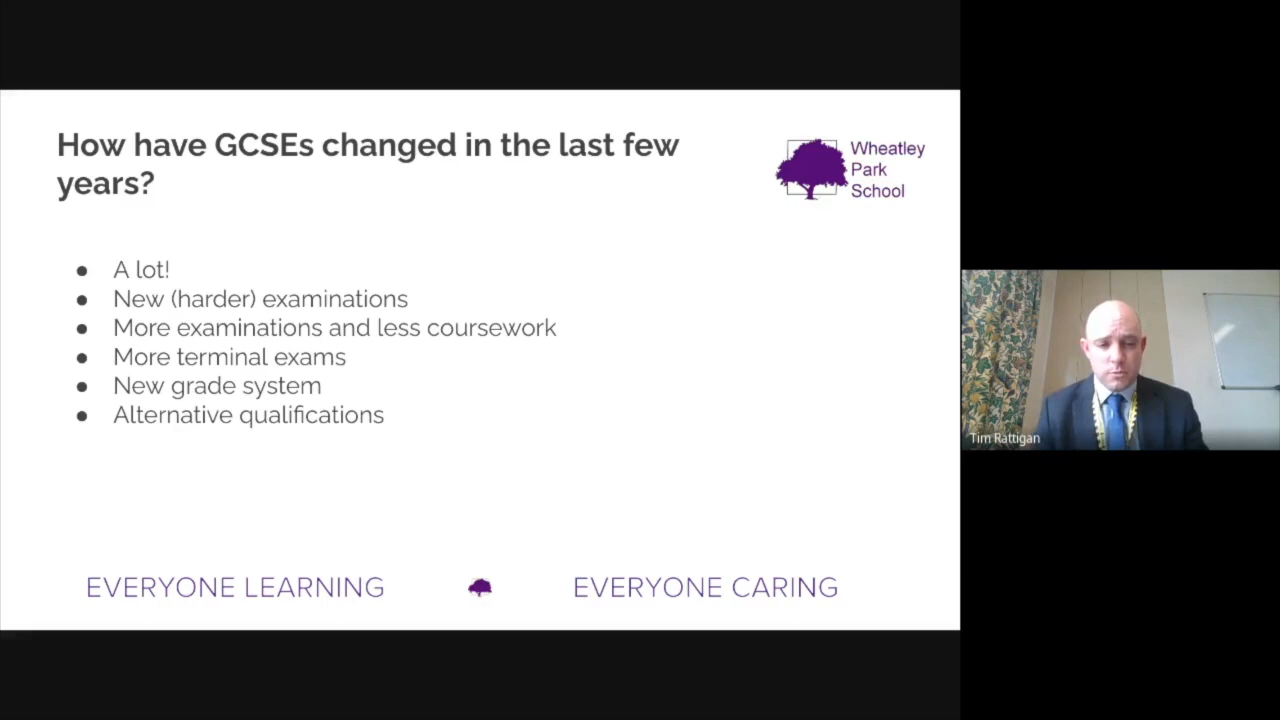 How have GCSEs changed in the last few
years?
Wheatley
Park
School
● A lot!
● New (harder) examinations
● More examinations and less coursework
● More terminal exams
● New grade system
● Alternative qualifications
Tim Rattigan
EVERYONE LEARNING
EVERYONE CARING